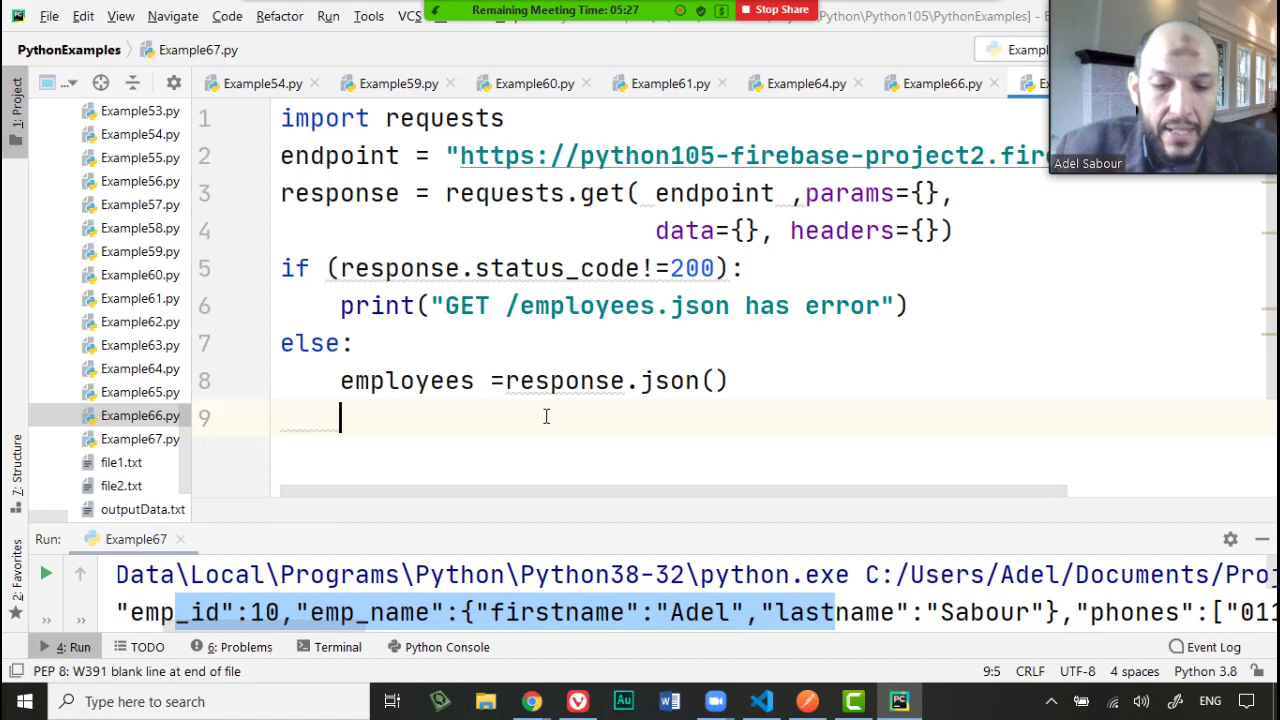 File Edit View Navigate Code Refactor Run Tools VCS
Remaining Meeting Time: 05:27
Stop Share
\Python\Python105\PythonExamples]
PythonExamples
Example67.py
1: Project
Example54.py
Example59.py
Example60.py
Example61.py
Example64.py
Example66.py
Adel Sabour
Example53.py
Example54.py
Example55.py
Example56.py
Example57.py
Example58.py
Example59.py
Example60.py
Example61.py
Example62.py
Example63.py
Example64.py
Example65.py
Example66.py
Example67.py
file1.txt
file2.txt
outputData.txt
1 import requests
2 endpoint = "https://python105-firebase-project2.fir
3 response = requests.get( endpoint ,params={},
4 data={}, headers={})
5 if (response.status_code!=200):
6 print("GET /employees.json has error")
7 else:
8 employees =response.json()
9
7: Structure
2: Favorites
Run: Example67
Data\Local\Programs\Python\Python38-32\python.exe C:/Users/Adel/Documents/Pro
"emp_id":10,"emp_name":{"firstname":"Adel","lastname":"Sabour"},"phones":["011
4: Run TODO 6: Problems Terminal Python Console Event Log
PEP 8: W391 blank line at end of file 9:5 CRLF UTF-8 4 spaces Python 3.8
Type here to search
ENG